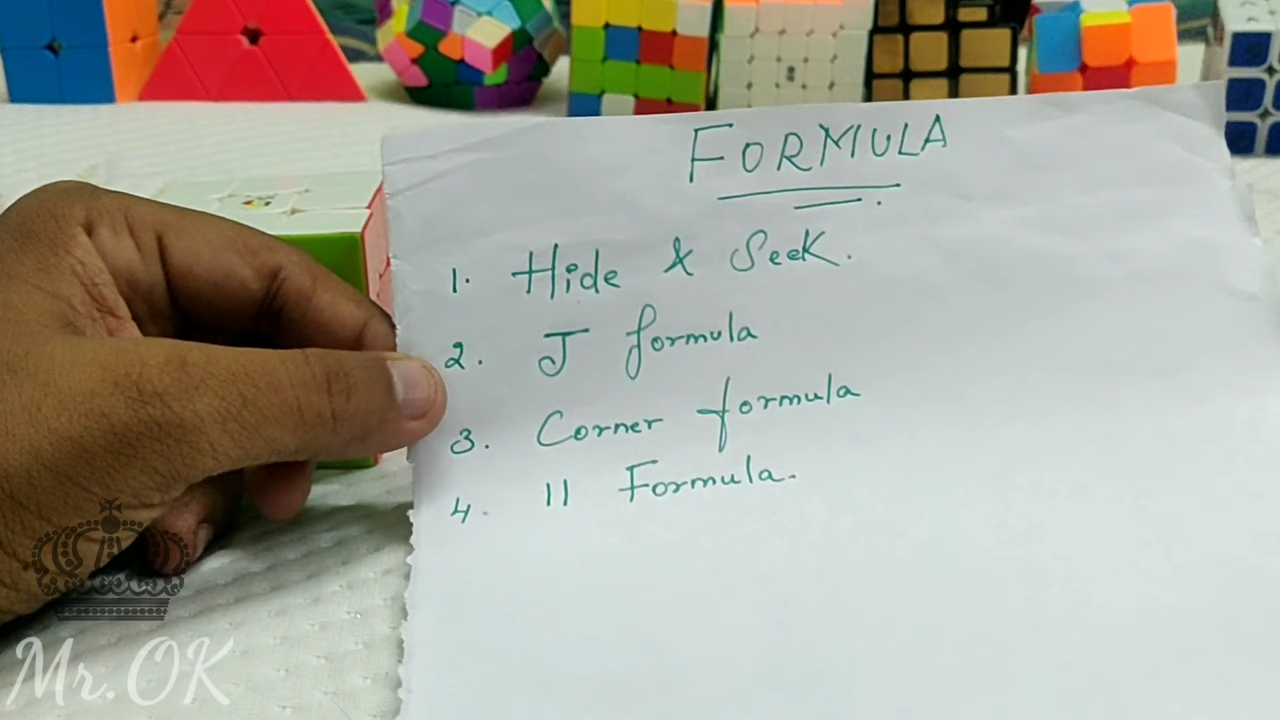 FORMULA
1. Hide & Seek.
2. J formula
3. Corner formula
4. 11 Formula.
Mr.OK